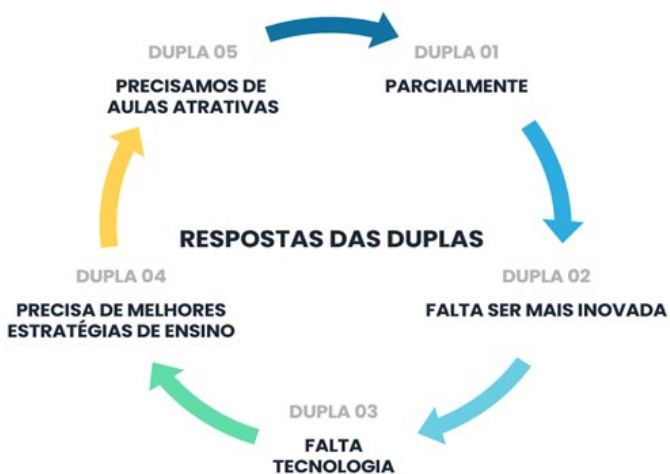 DUPLA 05
PRECISAMOS DE
AULAS ATRATIVAS
DUPLA 01
PARCIALMENTE
RESPOSTAS DAS DUPLAS
DUPLA 04
PRECISA DE MELHORES
ESTRATÉGIAS DE ENSINO
DUPLA 02
FALTA SER MAIS INOVADA
DUPLA 03
FALTA
TECNOLOGIA